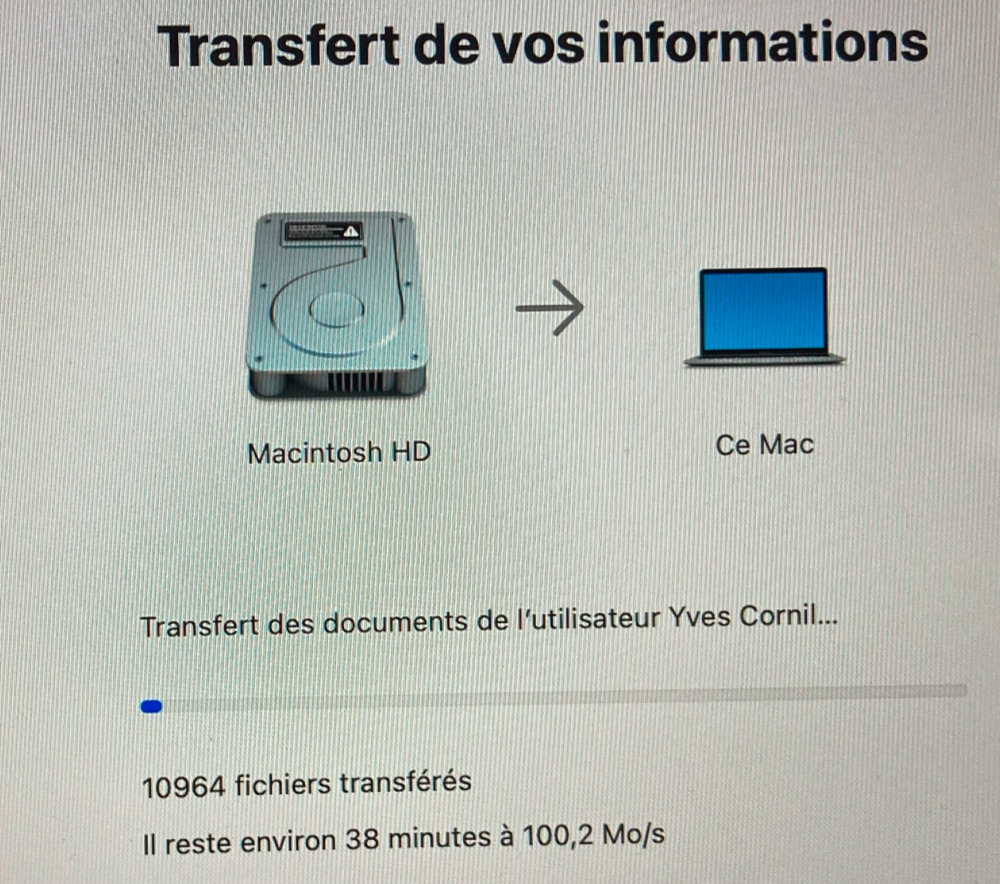 Transfert de vos informations
Macintosh HD
Ce Mac
Transfert des documents de l'utilisateur Yves Cornil...
10964 fichiers transférés
Il reste environ 38 minutes à 100,2 Mo/s